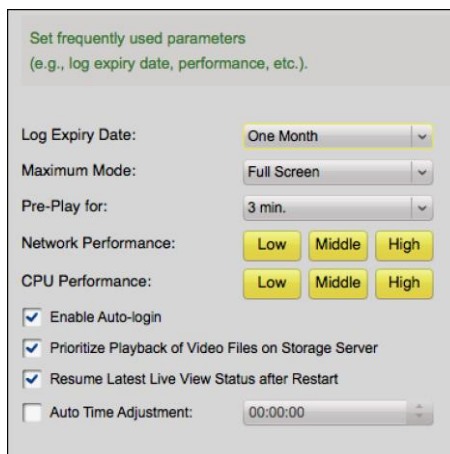 Set frequently used parameters
(e.g., log expiry date, performance, etc.).
Log Expiry Date: One Month
Maximum Mode: Full Screen
Pre-Play for: 3 min.
Network Performance: Low Middle High
CPU Performance: Low Middle High
Enable Auto-login
Prioritize Playback of Video Files on Storage Server
Resume Latest Live View Status after Restart
Auto Time Adjustment: 00:00:00